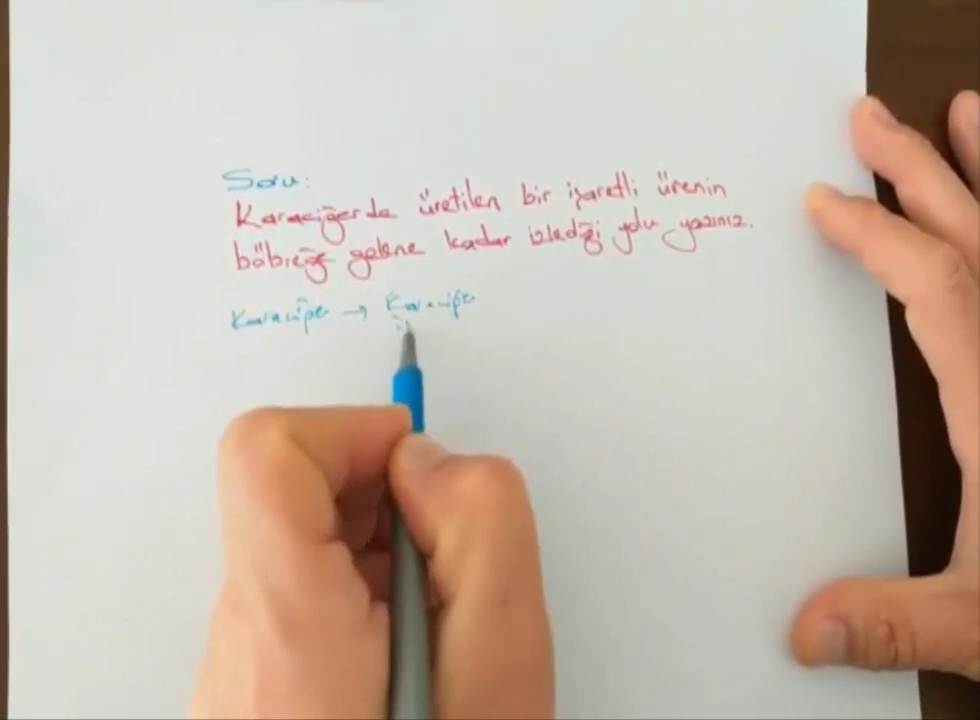 Soru:
Karaciğerde üretilen bir işaretli ürenin
böbreğe gelene kadar izlediği yolu yazınız.
Karaciğer → Karaciğer